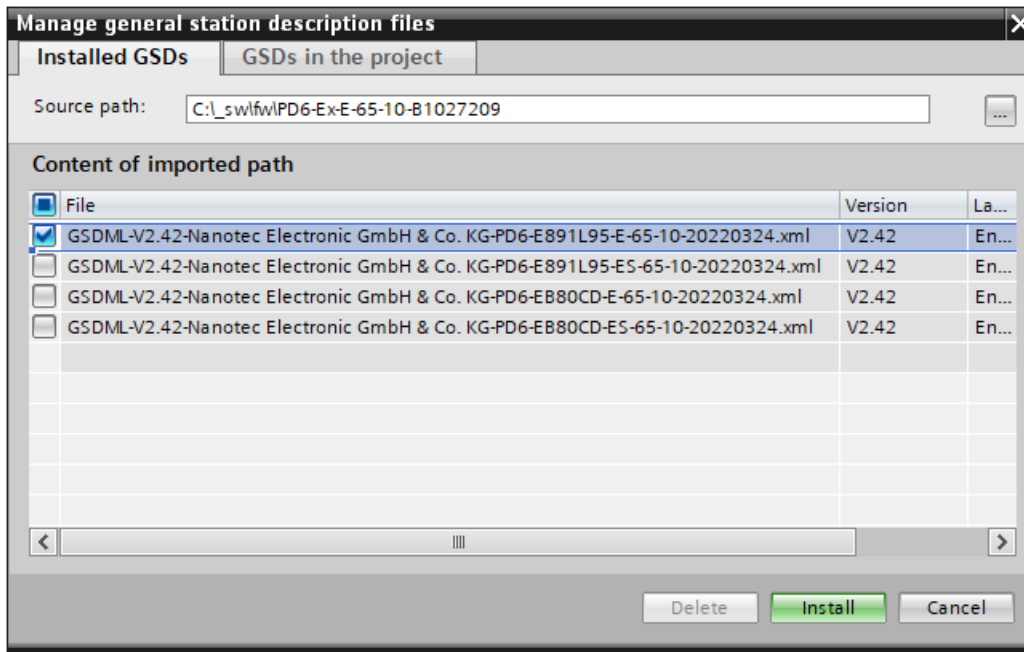 Manage general station description files
Installed GSDs GSDs in the project
Source path: C:\_sw\fw\PD6-Ex-E-65-10-B1027209 ...
Content of imported path
File Version La...
GSDML-V2.42-Nanotec Electronic GmbH & Co. KG-PD6-E891L95-E-65-10-20220324.xml V2.42 En...
GSDML-V2.42-Nanotec Electronic GmbH & Co. KG-PD6-E891L95-ES-65-10-20220324.xml V2.42 En...
GSDML-V2.42-Nanotec Electronic GmbH & Co. KG-PD6-EB80CD-E-65-10-20220324.xml V2.42 En...
GSDML-V2.42-Nanotec Electronic GmbH & Co. KG-PD6-EB80CD-ES-65-10-20220324.xml V2.42 En...
Delete Install Cancel